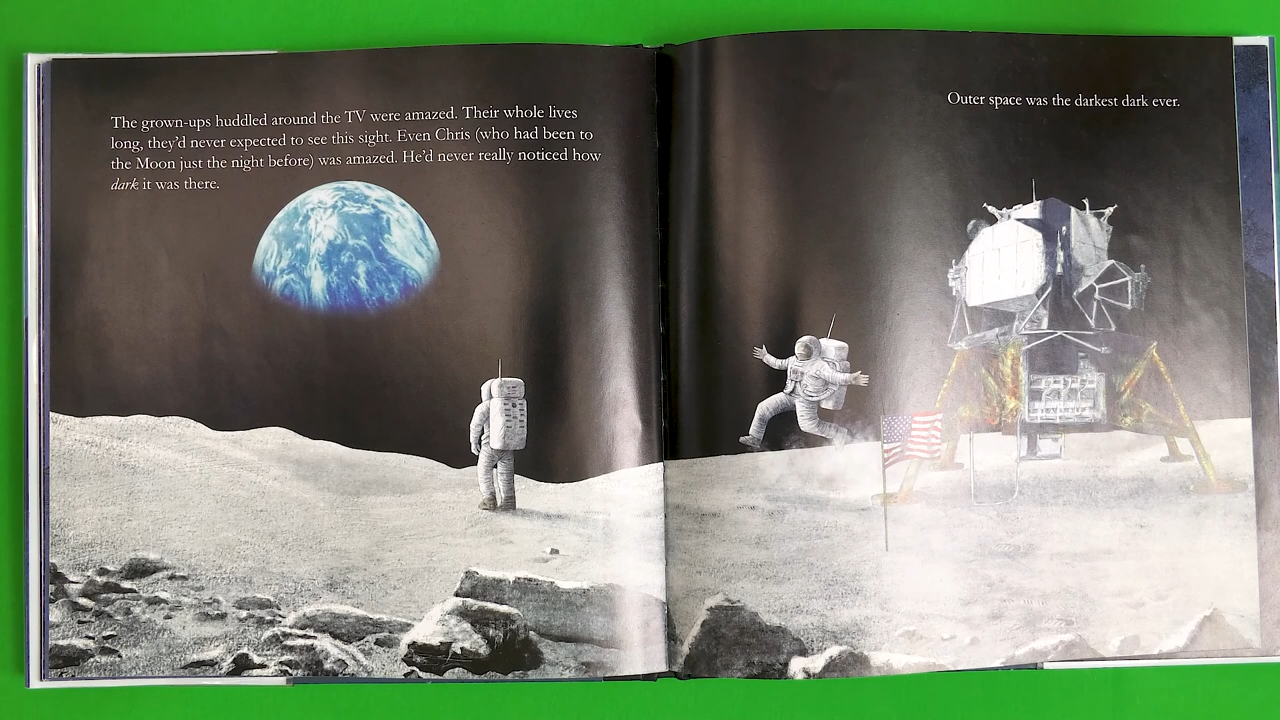 The grown-ups huddled around the TV were amazed. Their whole lives
long, they'd never expected to see this sight. Even Chris (who had been to
the Moon just the night before) was amazed. He'd never really noticed how
dark it was there.
Outer space was the darkest dark ever.